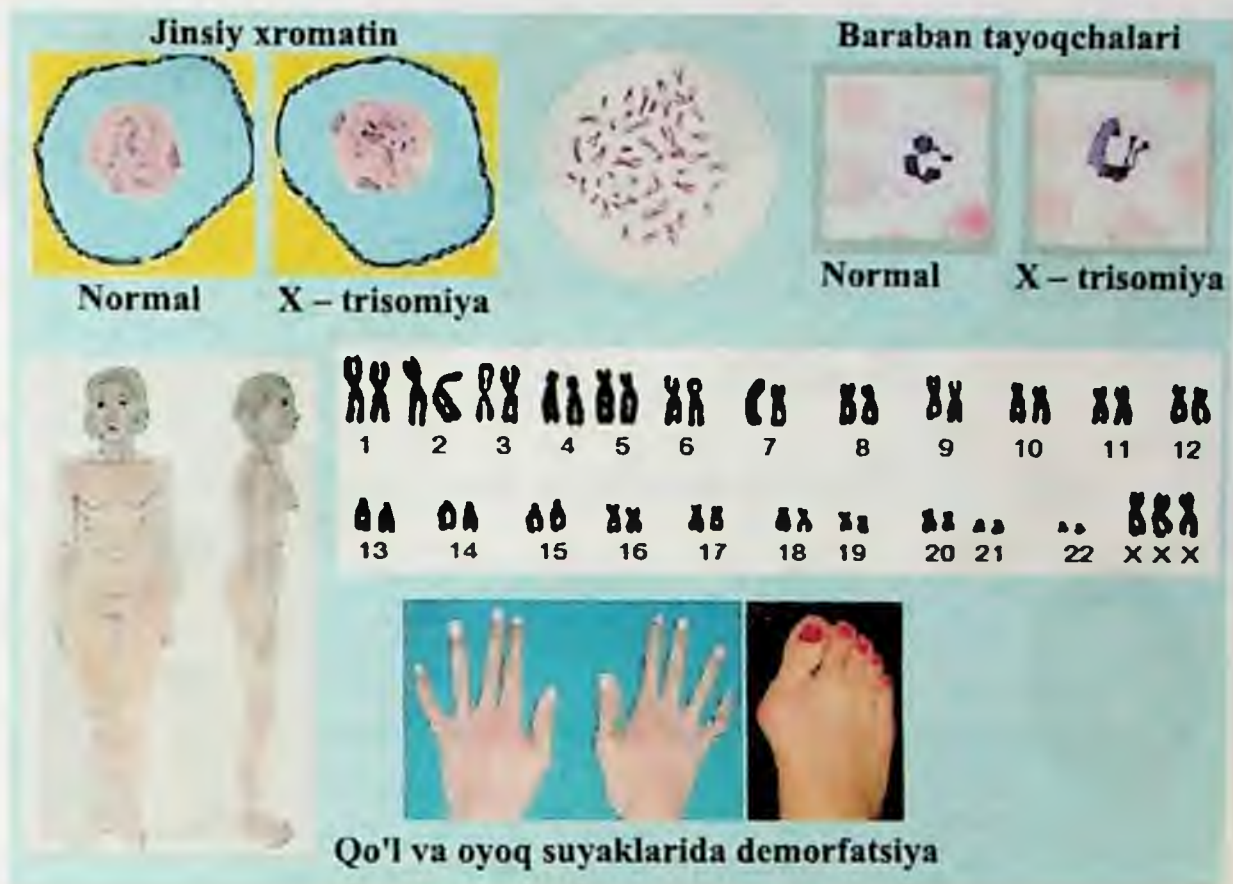 Jinsiy xromatin
Baraban tayoqchalari
Normal
X – trisomiya
Normal
X – trisomiya
1 2 3 4 5 6 7 8 9 10 11 12
13 14 15 16 17 18 19 20 21 22 X X X
Qo'l va oyoq suyaklarida demorfatsiya